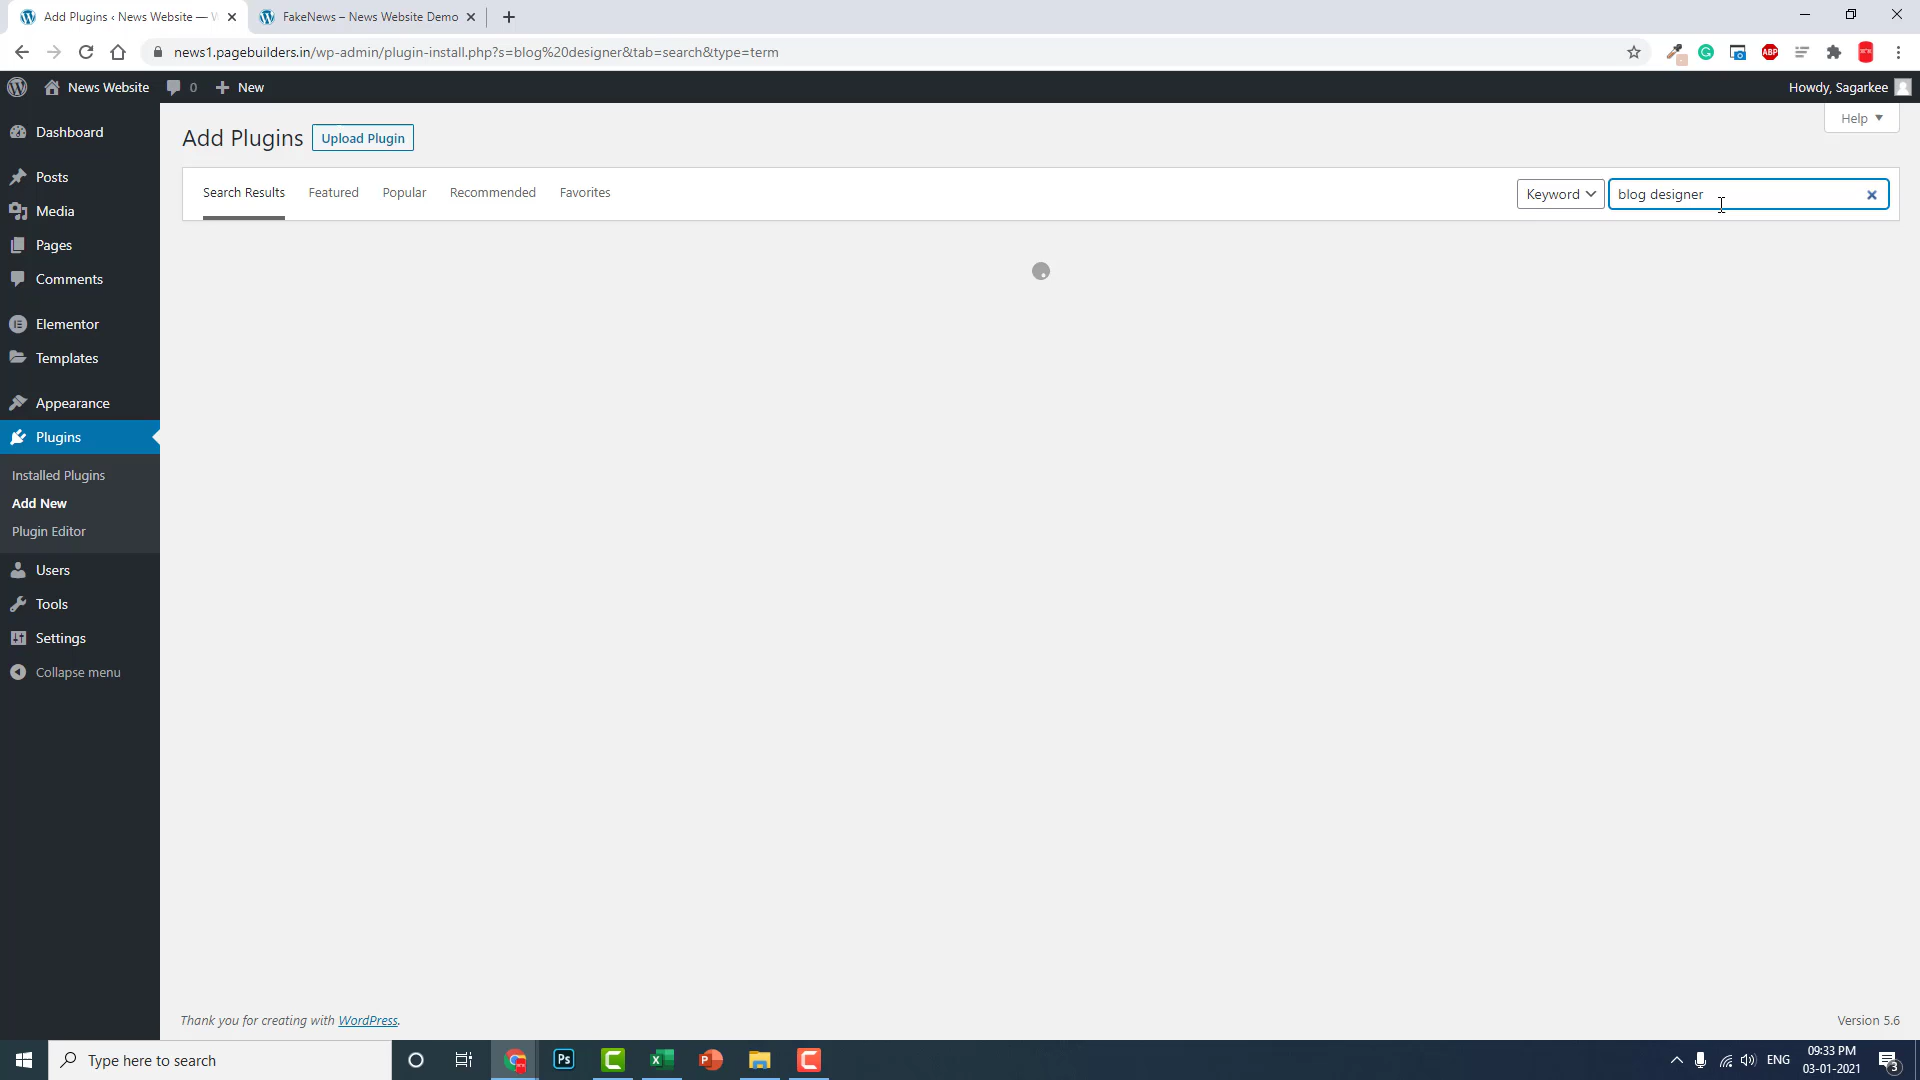 Add Plugins ‹ News Website — W
FakeNews – News Website Demo
news1.pagebuilders.in/wp-admin/plugin-install.php?s=blog%20designer&tab=search&type=term
ABP
News Website
0
New
Howdy, Sagarkee
Help
Dashboard
Posts
Media
Pages
Comments
Elementor
Templates
Appearance
Plugins
Installed Plugins
Add New
Plugin Editor
Users
Tools
Settings
Collapse menu
Add Plugins
Upload Plugin
Search Results
Featured
Popular
Recommended
Favorites
Keyword
blog designer
Thank you for creating with WordPress.
Version 5.6
Type here to search
Ps
ENG
09:33 PM
03-01-2021
3